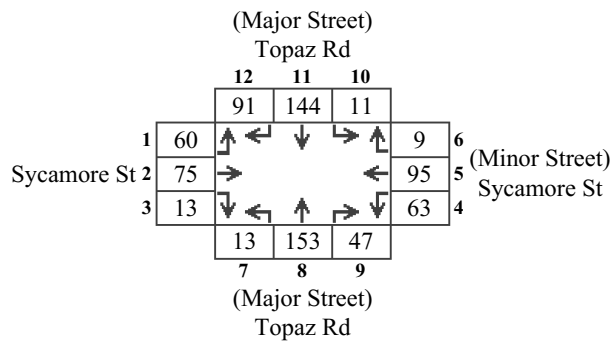 (Major Street)
Topaz Rd
12 11 10
91 144 11
1 60 9 6
Sycamore St 2 75 95 5 (Minor Street)
Sycamore St
3 13 63 4
13 153 47
7 8 9
(Major Street)
Topaz Rd